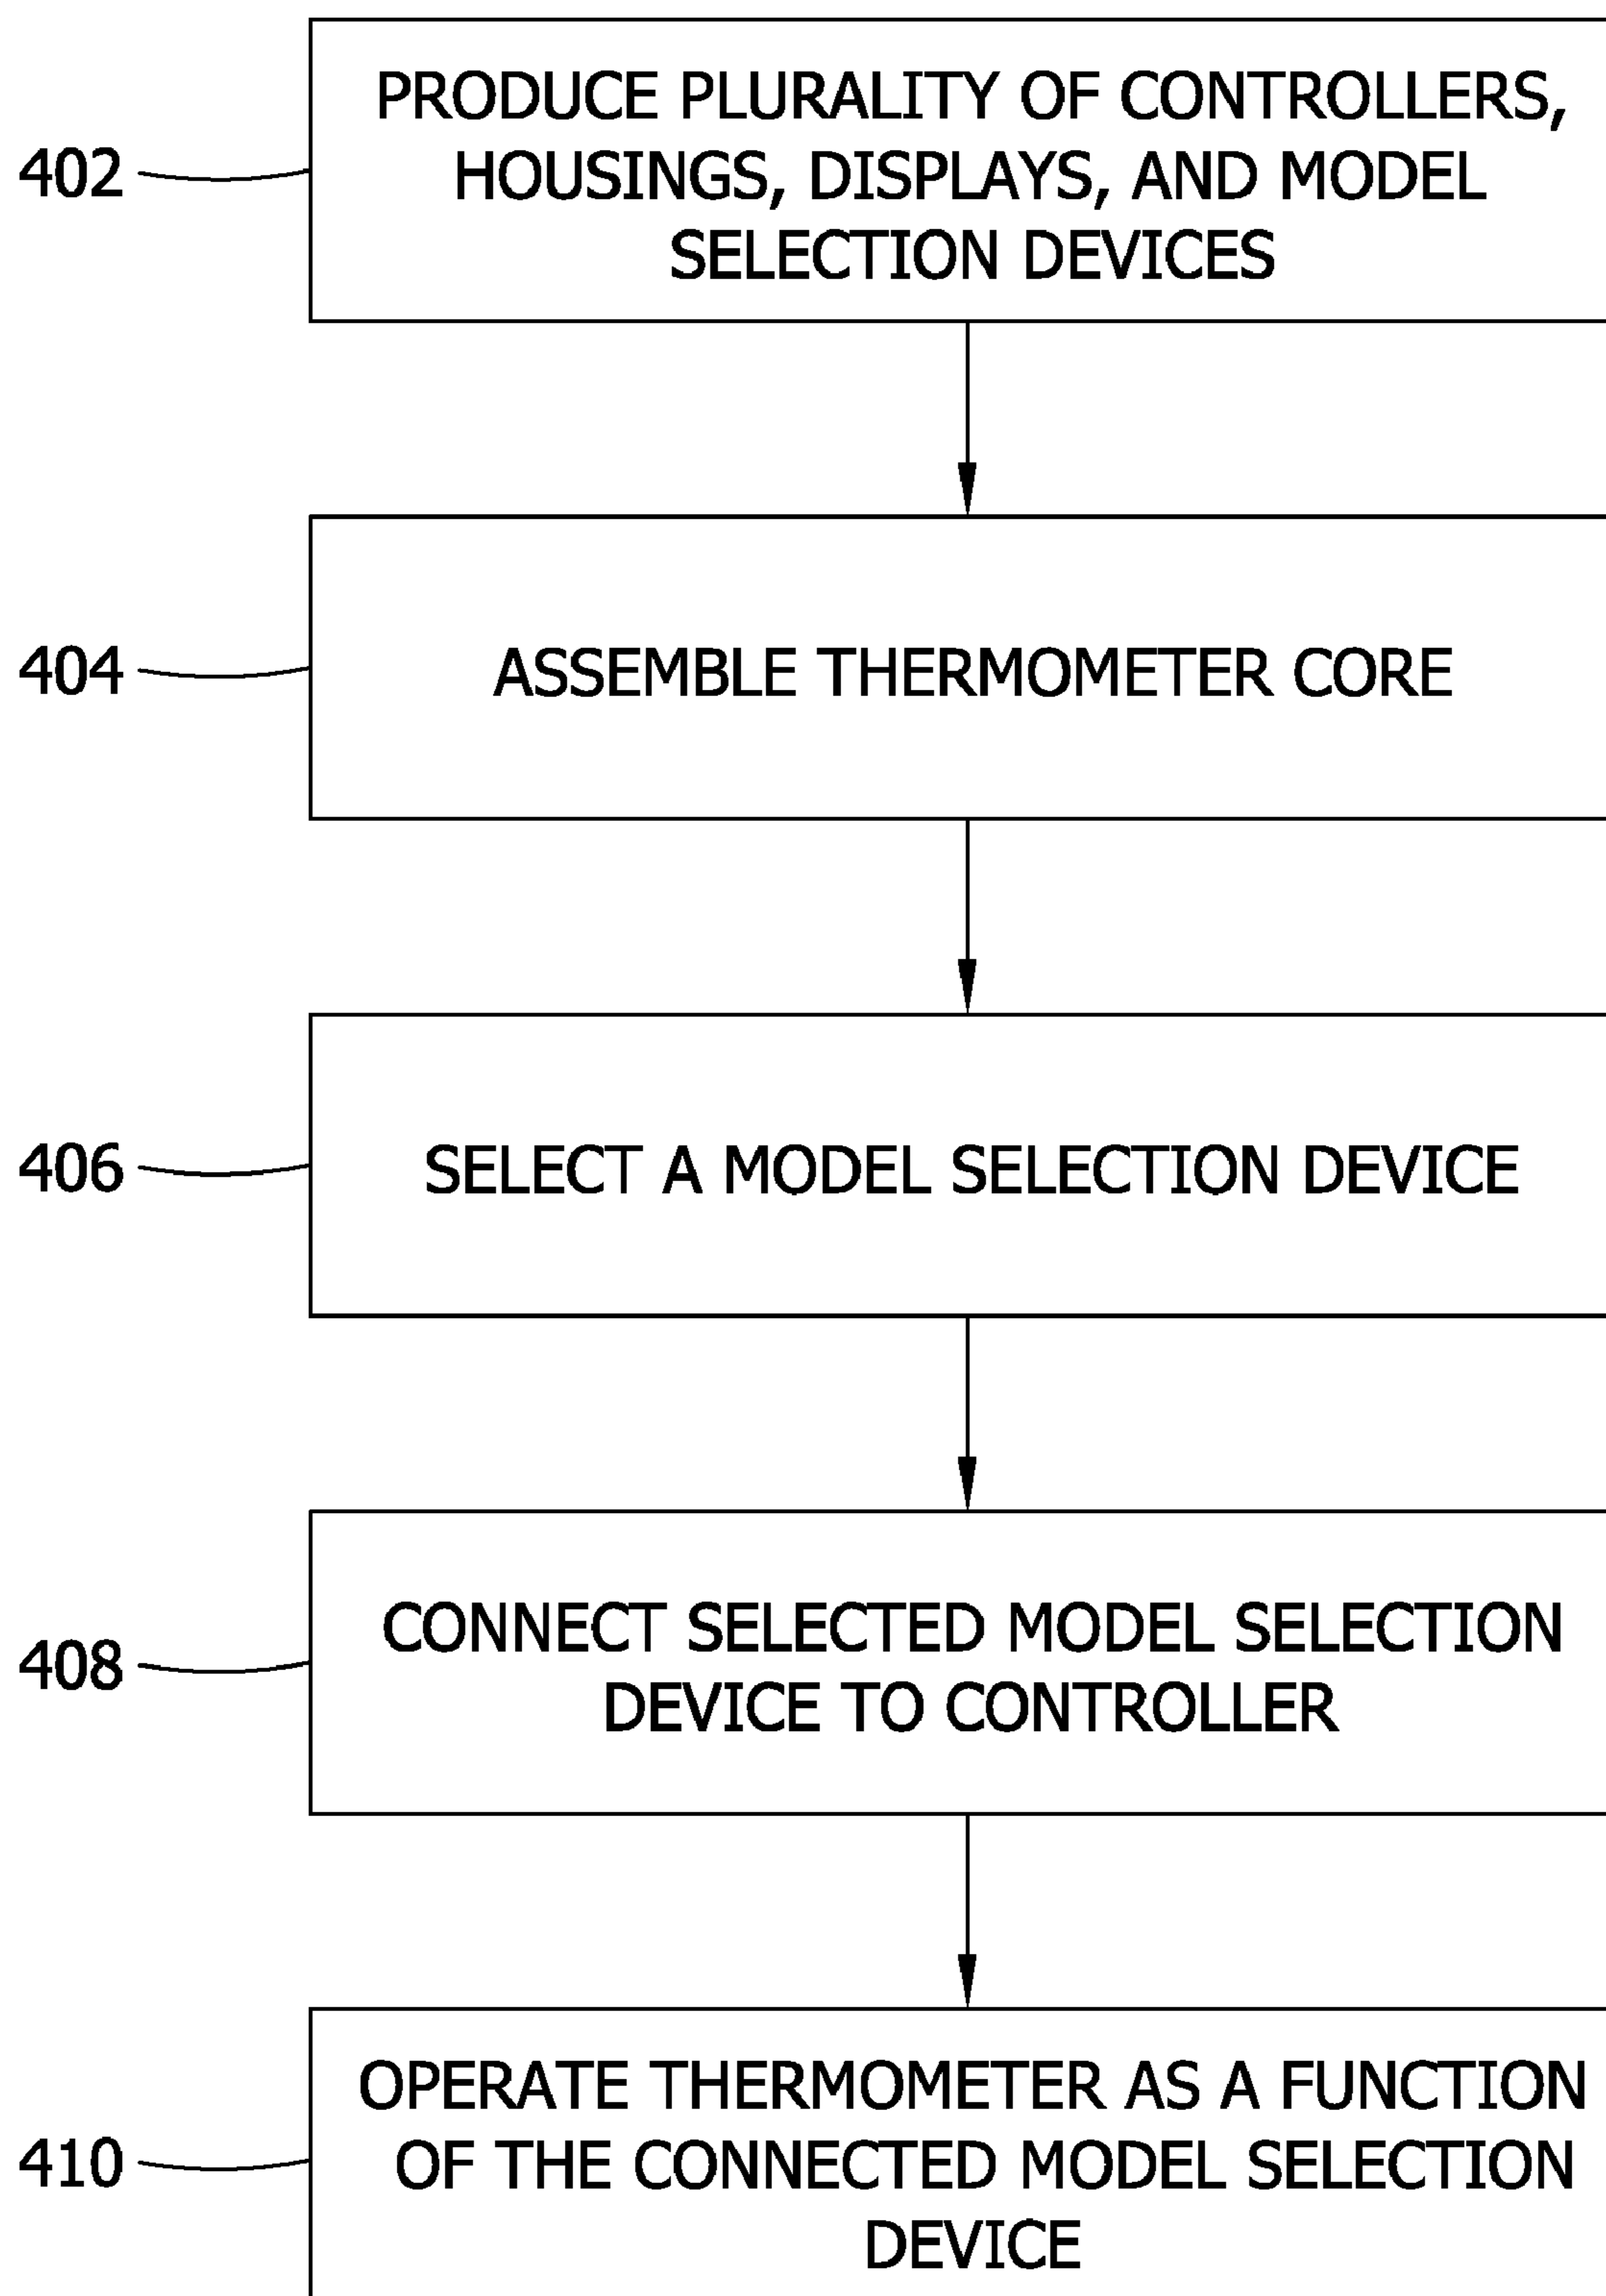 402
PRODUCE PLURALITY OF CONTROLLERS,
HOUSINGS, DISPLAYS, AND MODEL
SELECTION DEVICES
404
ASSEMBLE THERMOMETER CORE
406
SELECT A MODEL SELECTION DEVICE
408
CONNECT SELECTED MODEL SELECTION
DEVICE TO CONTROLLER
410
OPERATE THERMOMETER AS A FUNCTION
OF THE CONNECTED MODEL SELECTION
DEVICE